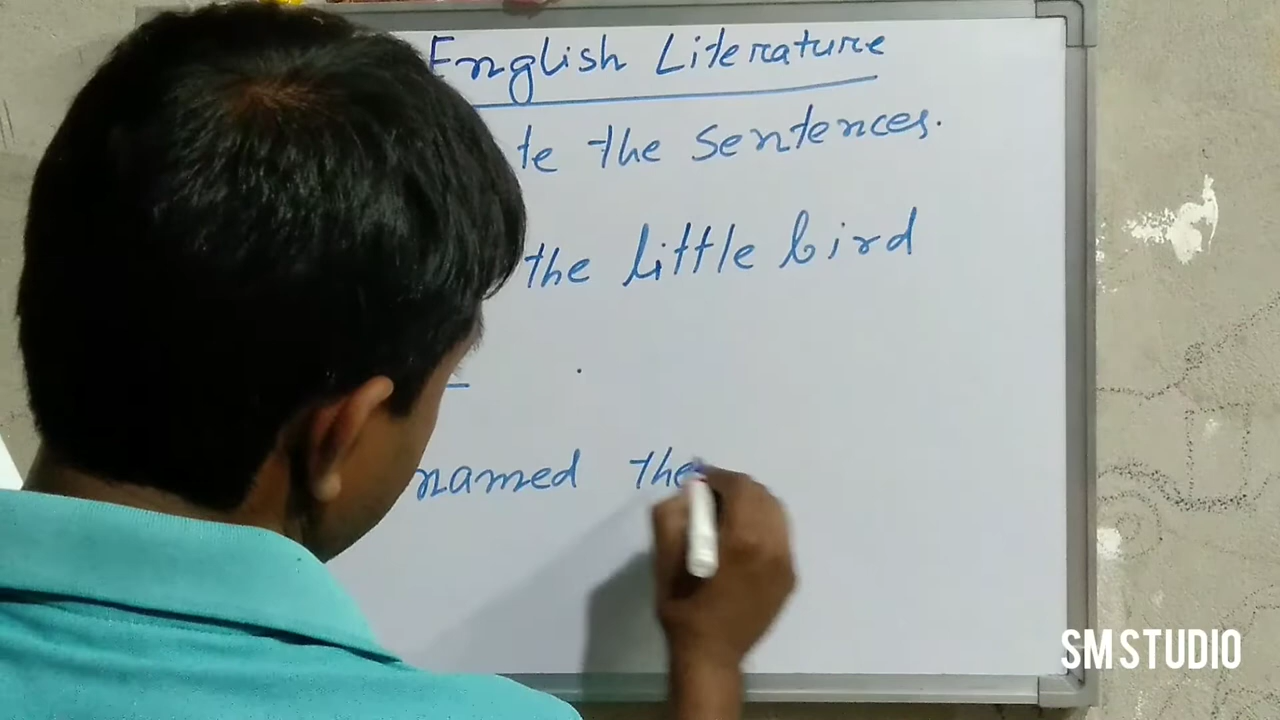 English Literature
te the sentences.
the little bird
named the
SM STUDIO